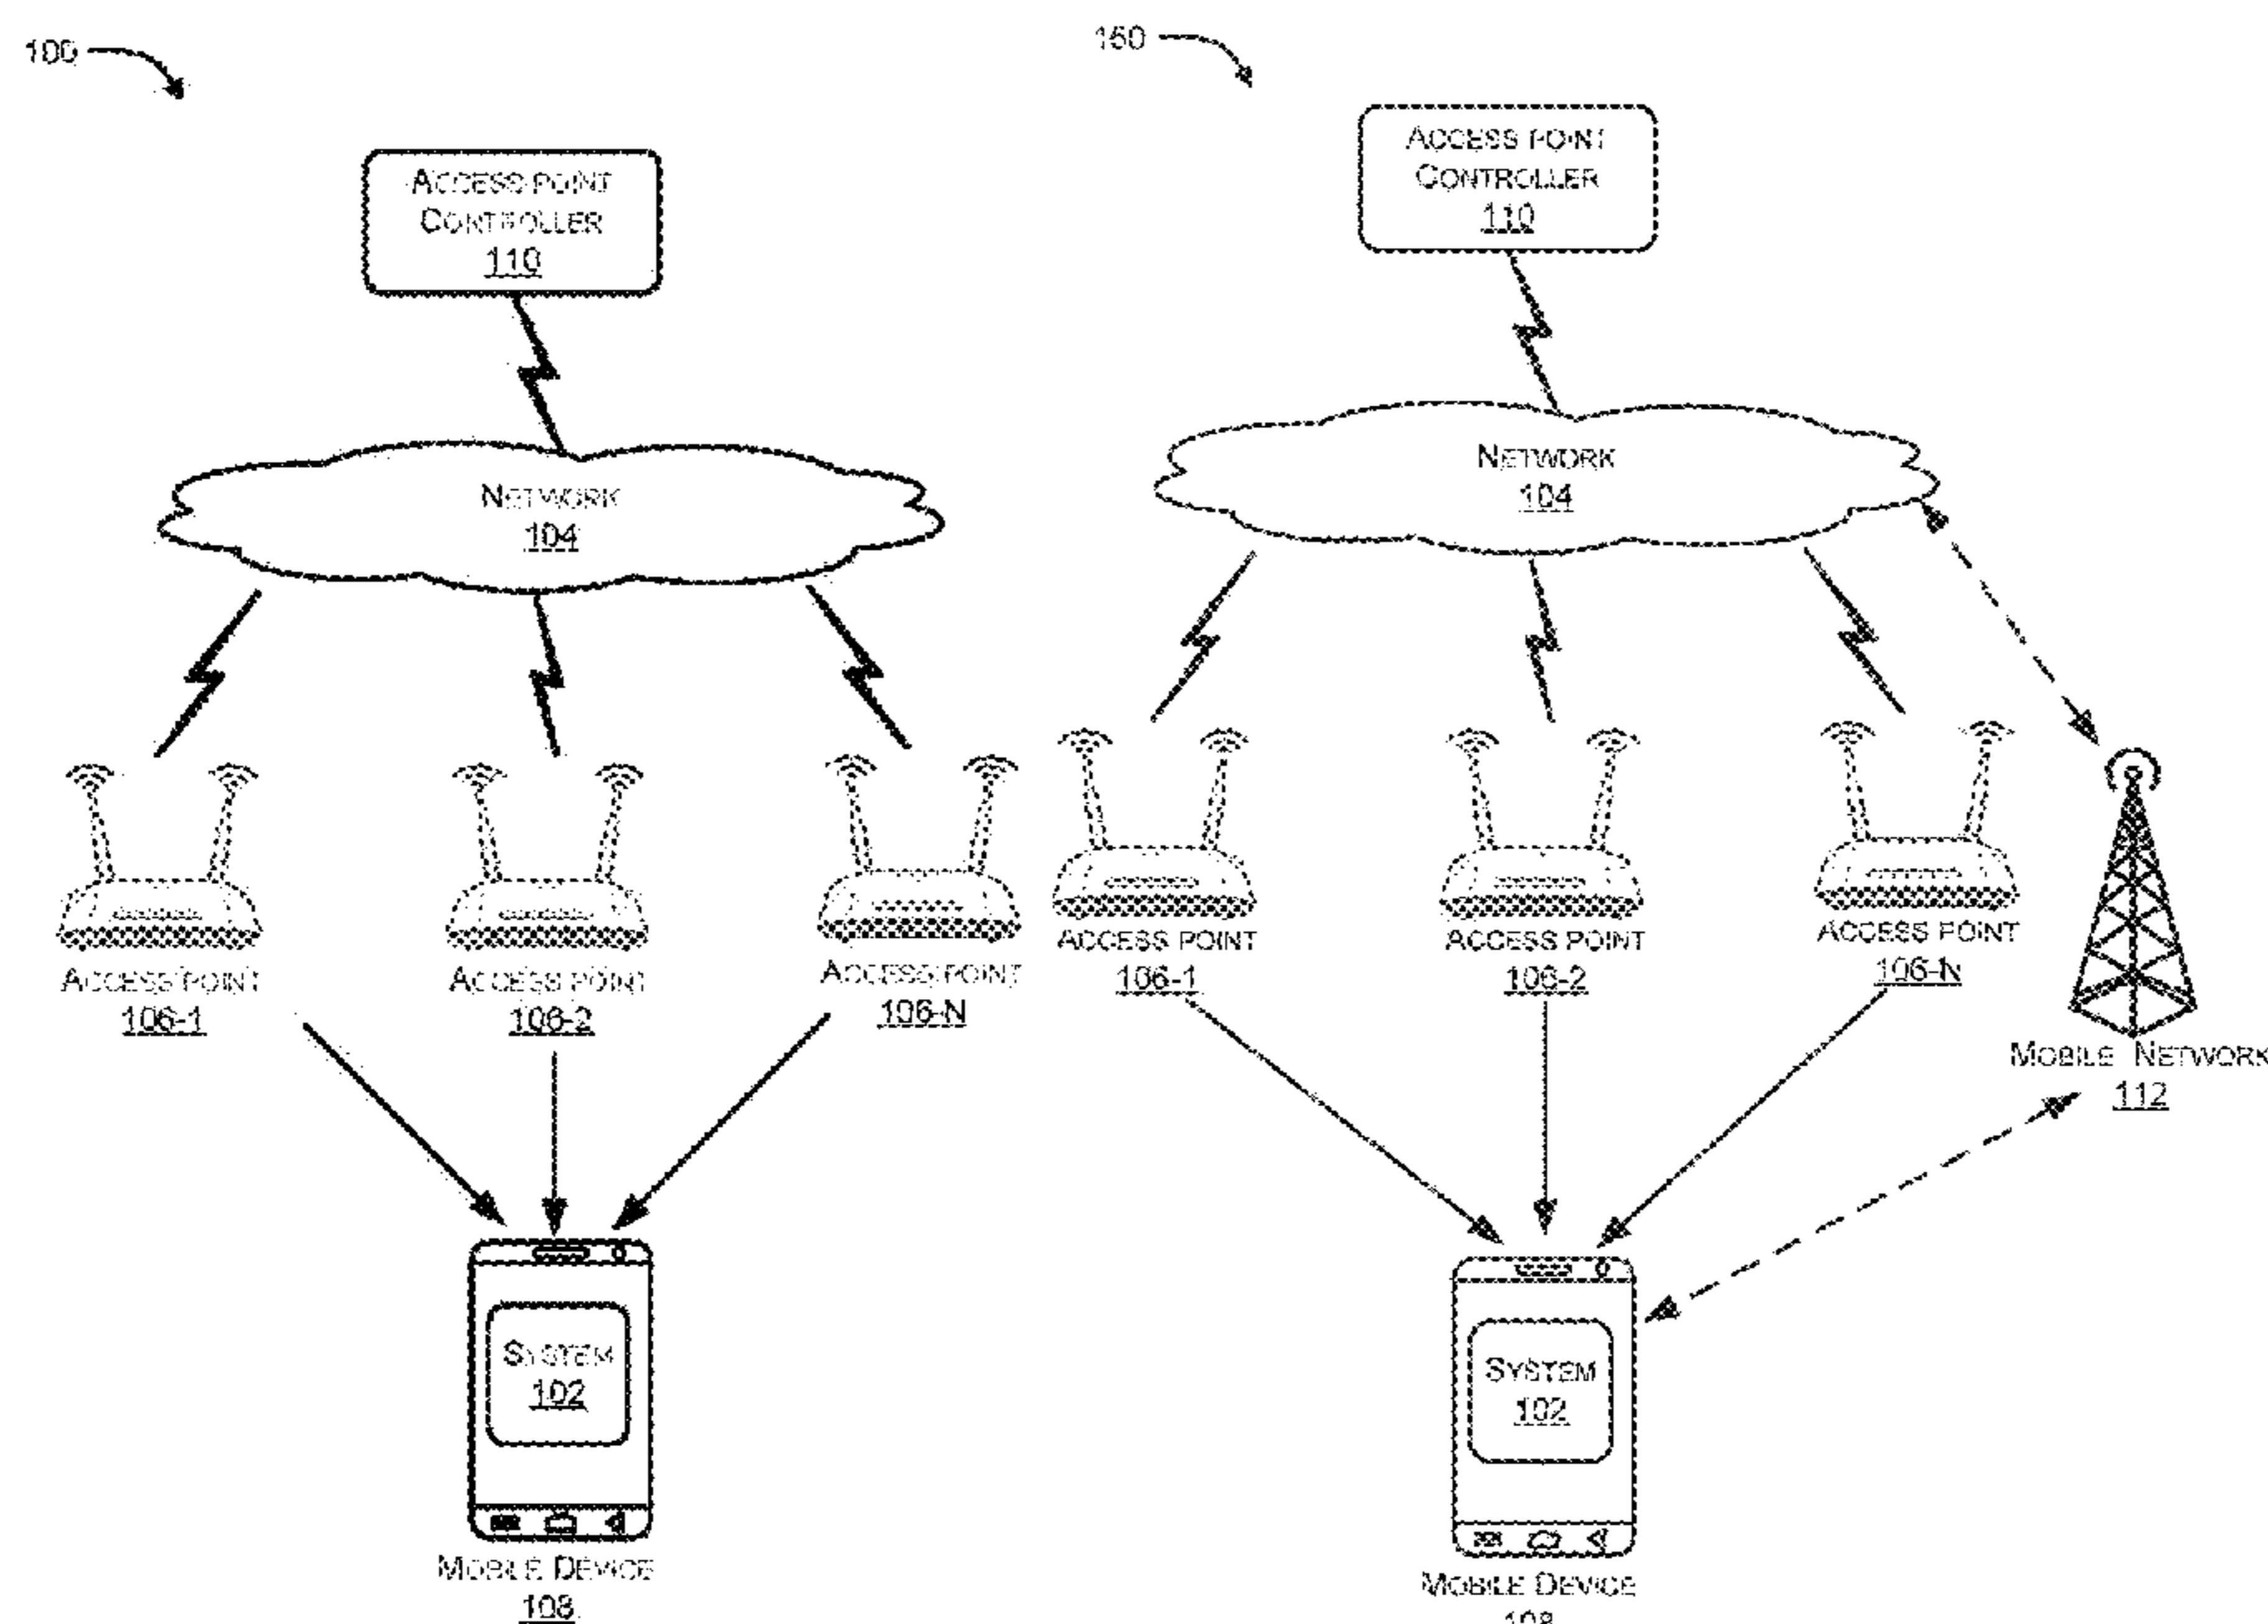 100
ACCESS POINT
CONTROLLER
110
NETWORK
104
ACCESS POINT
106-1
ACCESS POINT
106-2
ACCESS POINT
106-N
SYSTEM
102
MOBILE DEVICE
108
150
ACCESS POINT
CONTROLLER
110
NETWORK
104
ACCESS POINT
106-1
ACCESS POINT
106-2
ACCESS POINT
106-N
MOBILE NETWORK
112
SYSTEM
102
MOBILE DEVICE
108